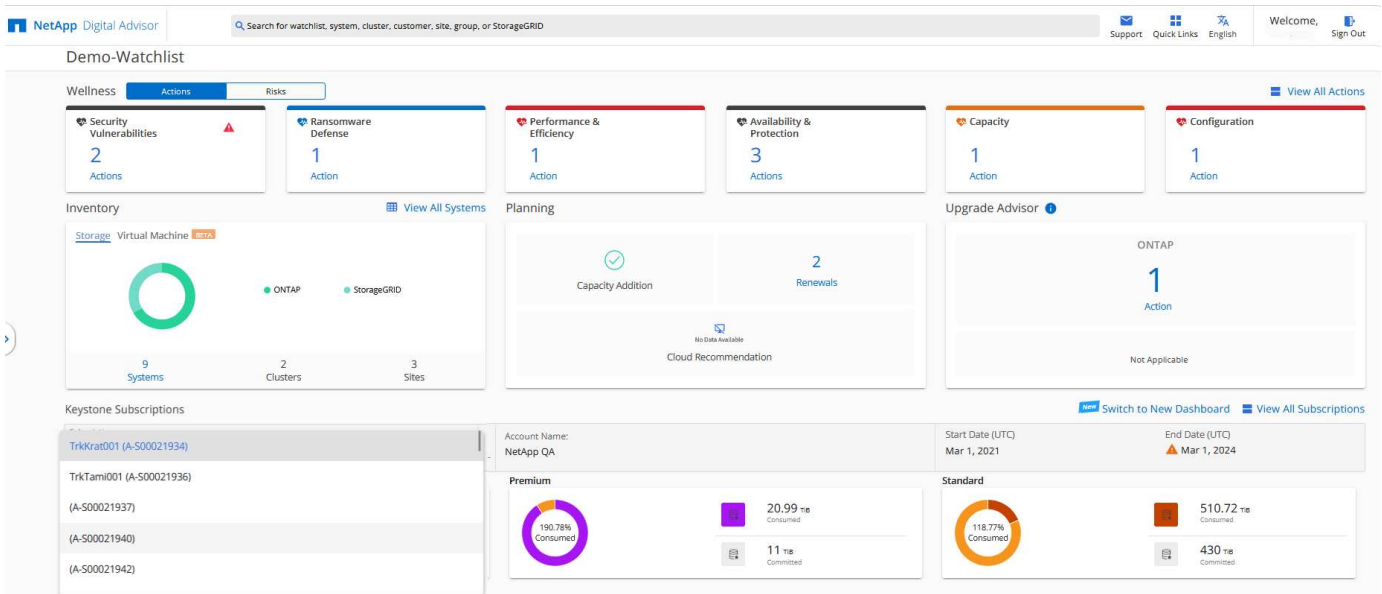 NetApp Digital Advisor
Search for watchlist, system, cluster, customer, site, group, or StorageGRID
Support
Quick Links
English
Welcome,
Sign Out
Demo-Watchlist
Wellness
Actions
Risks
View All Actions
Security
Vulnerabilities
2
Actions
Ransomware
Defense
1
Action
Performance &
Efficiency
1
Action
Availability &
Protection
3
Actions
Capacity
1
Action
Configuration
1
Action
Inventory
View All Systems
Storage Virtual Machine BETA
ONTAP
StorageGRID
9
Systems
2
Clusters
3
Sites
Planning
Capacity Addition
2
Renewals
No Data Available
Cloud Recommendation
Upgrade Advisor
ONTAP
1
Action
Not Applicable
Keystone Subscriptions
New Switch to New Dashboard
View All Subscriptions
TrkKrat001 (A-S00021934)
TrkTami001 (A-S00021936)
(A-S00021937)
(A-S00021940)
(A-S00021942)
Account Name:
NetApp QA
Start Date (UTC)
Mar 1, 2021
End Date (UTC)
Mar 1, 2024
Premium
190.78%
Consumed
20.99 TiB
Consumed
11 TiB
Committed
Standard
118.77%
Consumed
510.72 TiB
Consumed
430 TiB
Committed